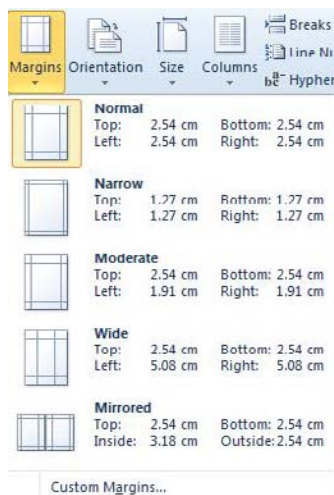 Margins Orientation Size Columns
Breaks
Line Nu
Hypher
Normal
Top: 2.54 cm Bottom: 2.54 cm
Left: 2.54 cm Right: 2.54 cm
Narrow
Top: 1.27 cm Bottom: 1.27 cm
Left: 1.27 cm Right: 1.27 cm
Moderate
Top: 2.54 cm Bottom: 2.54 cm
Left: 1.91 cm Right: 1.91 cm
Wide
Top: 2.54 cm Bottom: 2.54 cm
Left: 5.08 cm Right: 5.08 cm
Mirrored
Top: 2.54 cm Bottom: 2.54 cm
Inside: 3.18 cm Outside: 2.54 cm
Custom Margins...